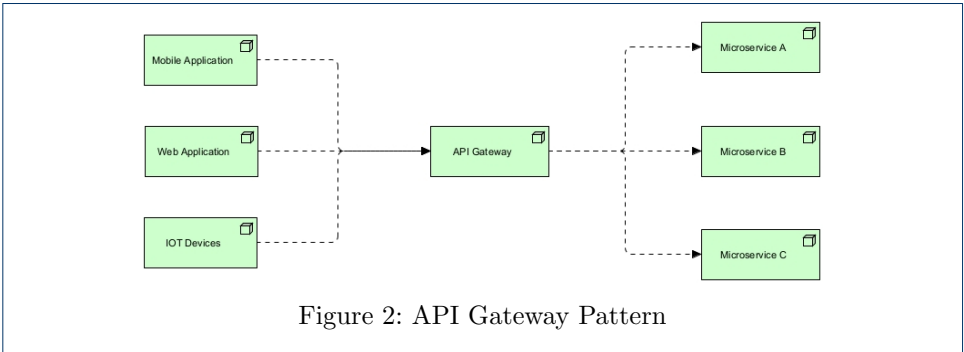 Mobile Application
Web Application
IOT Devices
API Gateway
Microservice A
Microservice B
Microservice C
Figure 2: API Gateway Pattern